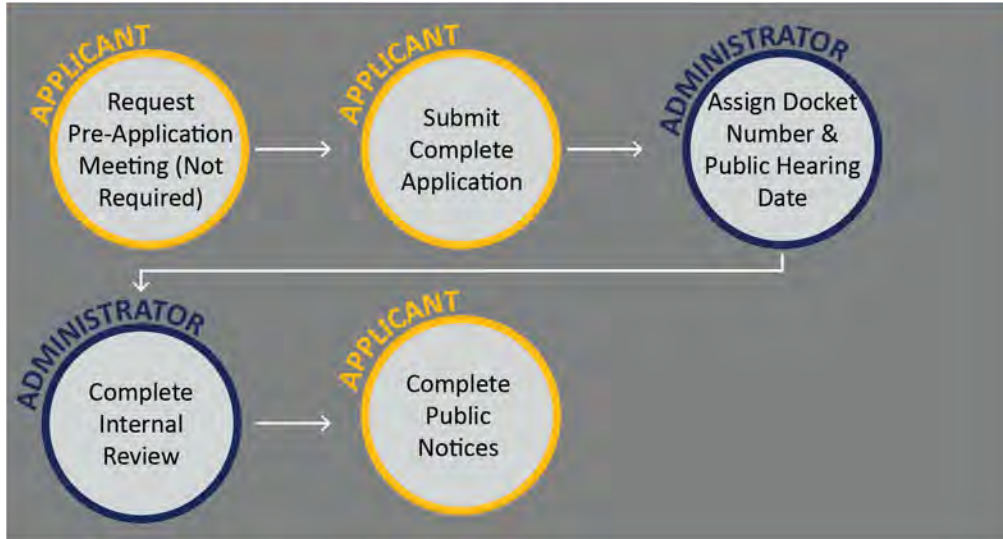 APPLICANT
Request
Pre-Application
Meeting (Not
Required)
APPLICANT
Submit
Complete
Application
ADMINISTRATOR
Assign Docket
Number &
Public Hearing
Date
ADMINISTRATOR
Complete
Internal
Review
APPLICANT
Complete
Public
Notices